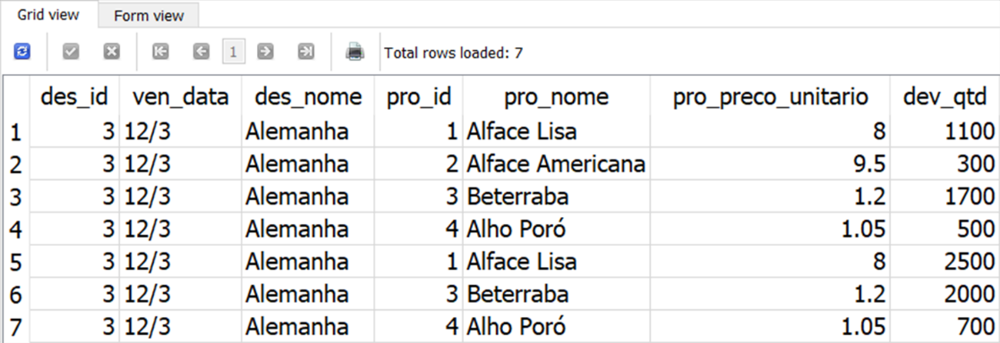 Grid view Form view
1 Total rows loaded: 7
des_id ven_data des_nome pro_id pro_nome pro_preco_unitario dev_qtd
1 3 12/3 Alemanha 1 Alface Lisa 8 1100
2 3 12/3 Alemanha 2 Alface Americana 9.5 300
3 3 12/3 Alemanha 3 Beterraba 1.2 1700
4 3 12/3 Alemanha 4 Alho Poró 1.05 500
5 3 12/3 Alemanha 1 Alface Lisa 8 2500
6 3 12/3 Alemanha 3 Beterraba 1.2 2000
7 3 12/3 Alemanha 4 Alho Poró 1.05 700